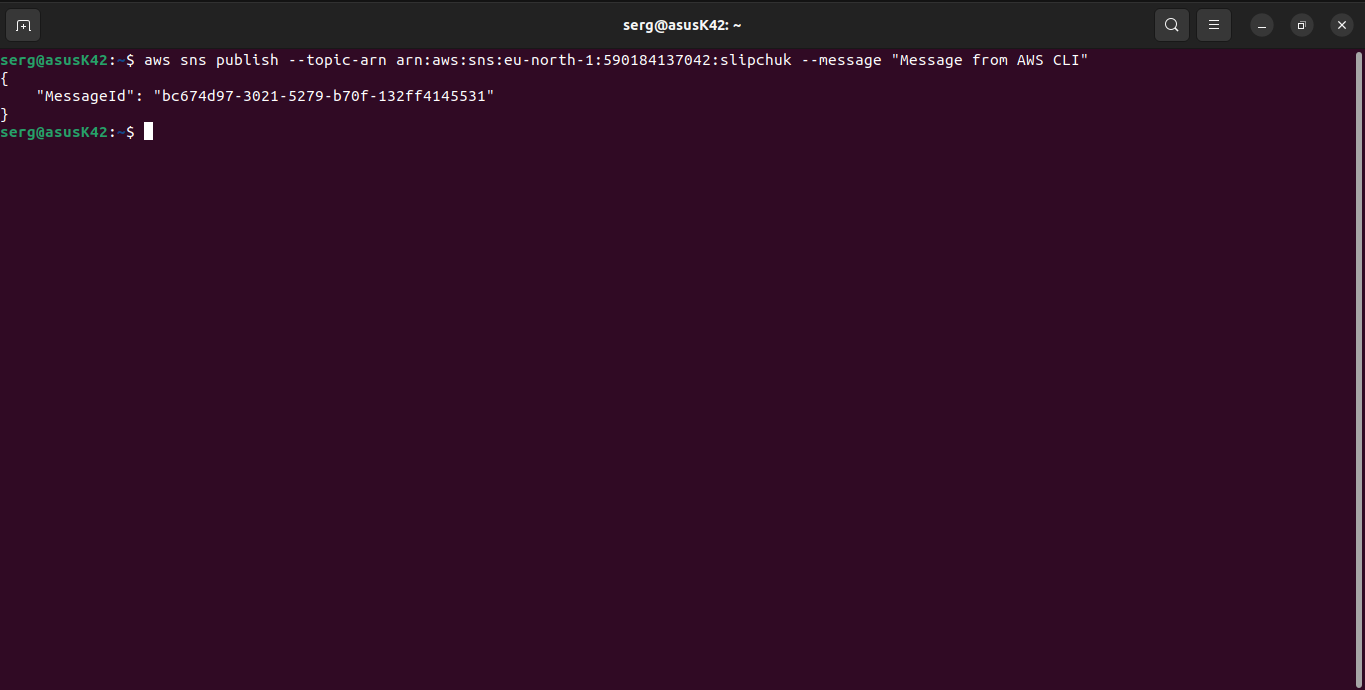 serg@asusK42: ~
serg@asusK42:~$ aws sns publish --topic-arn arn:aws:sns:eu-north-1:590184137042:slipchuk --message "Message from AWS CLI"
{
    "MessageId": "bc674d97-3021-5279-b70f-132ff4145531"
}
serg@asusK42:~$